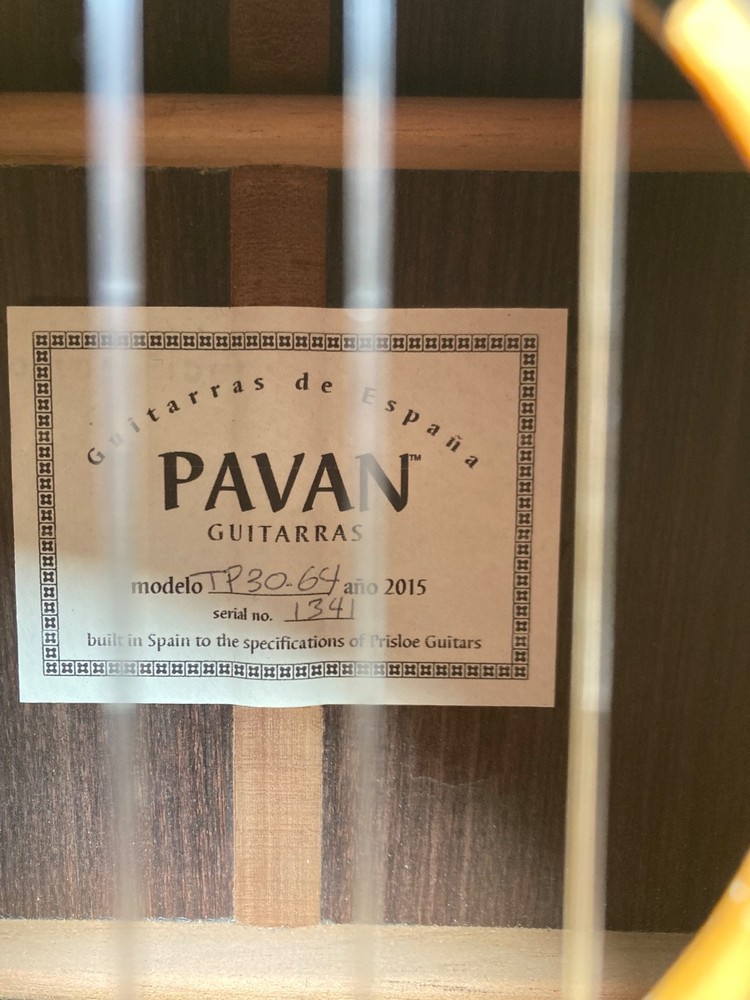 Guitarras de España
PAVAN™
GUITARRAS
modelo TP30-64 año 2015
serial no. 1341
built in Spain to the specifications of Prisloe Guitars